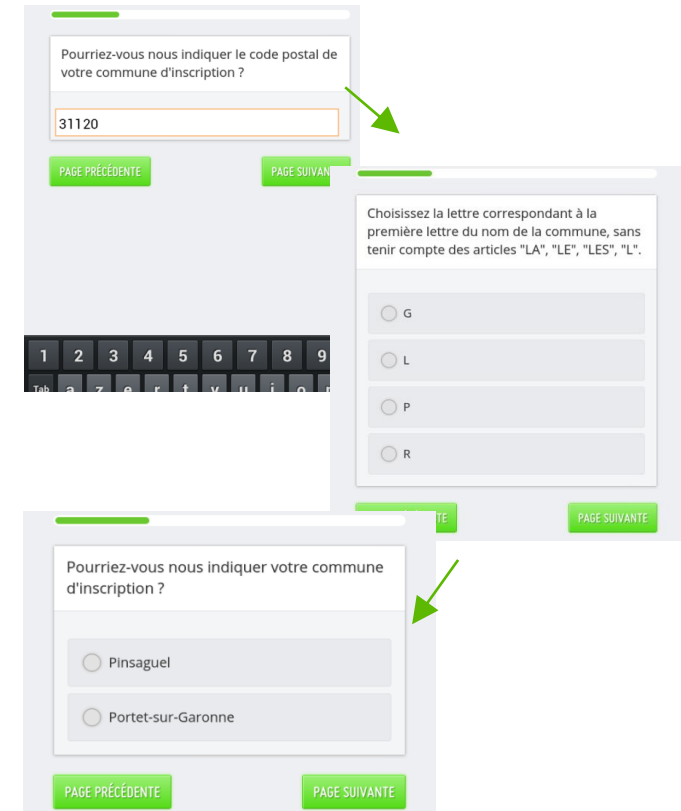 Pourriez-vous nous indiquer le code postal de
votre commune d'inscription ?
31120
PAGE PRÉCÉDENTE
PAGE SUIVAN
1 2 3 4 5 6 7 8 9
Tab a z e r t y u i o
Choisissez la lettre correspondant à la
première lettre du nom de la commune, sans
tenir compte des articles "LA", "LE", "LES", "L".
G
L
P
R
TE
PAGE SUIVANTE
Pourriez-vous nous indiquer votre commune
d'inscription ?
Pinsaguel
Portet-sur-Garonne
PAGE PRÉCÉDENTE
PAGE SUIVANTE